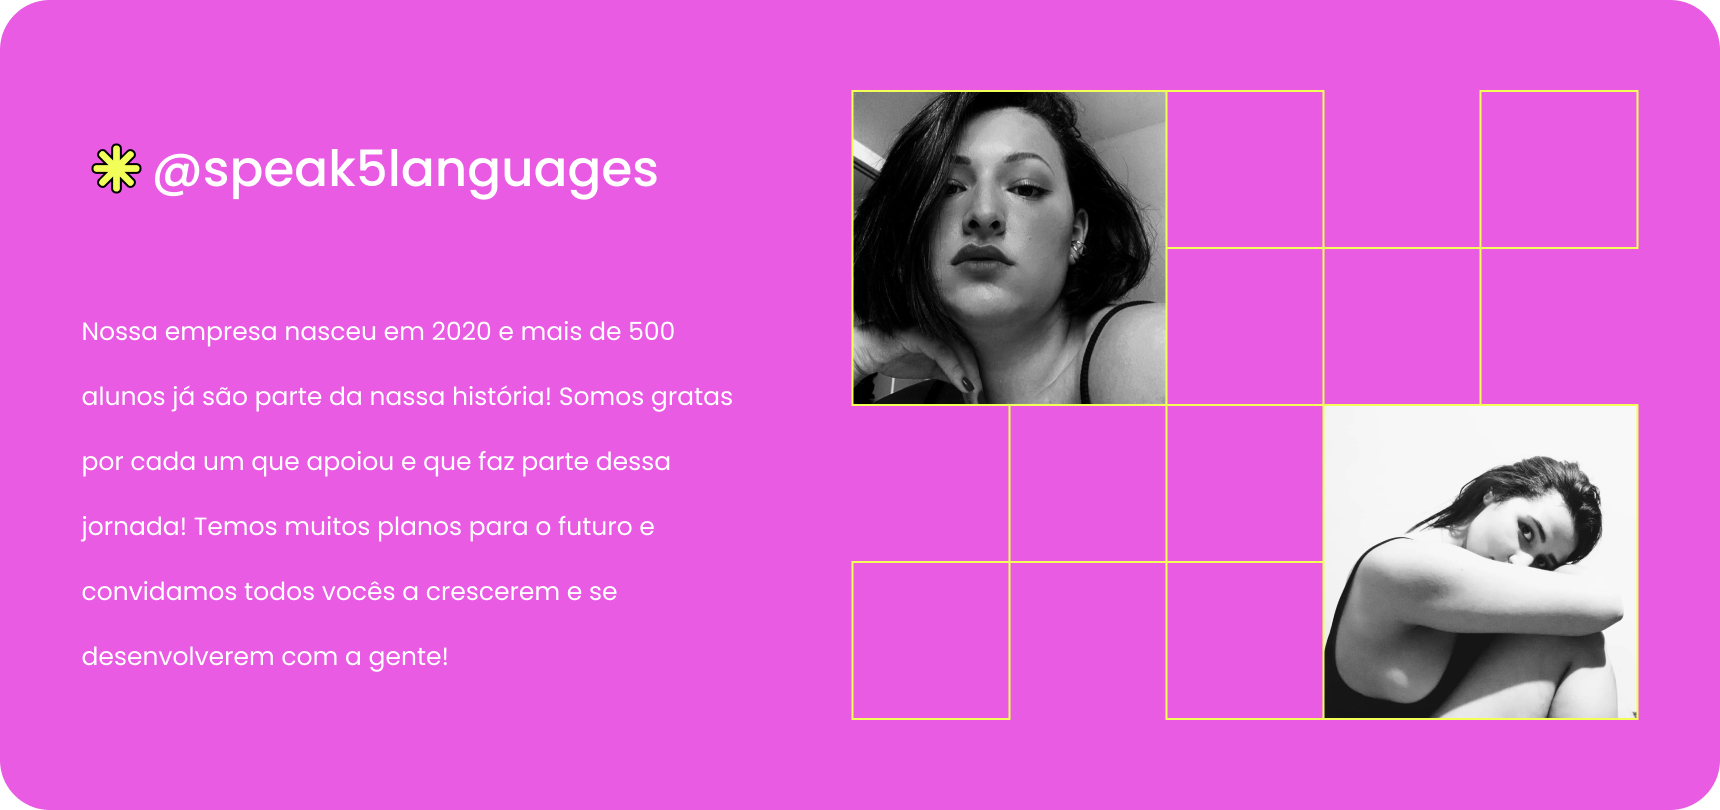 @speak5languages
Nossa empresa nasceu em 2020 e mais de 500
alunos já são parte da nassa história! Somos gratas
por cada um que apoiou e que faz parte dessa
jornada! Temos muitos planos para o futuro e
convidamos todos vocês a crescerem e se
desenvolverem com a gente!